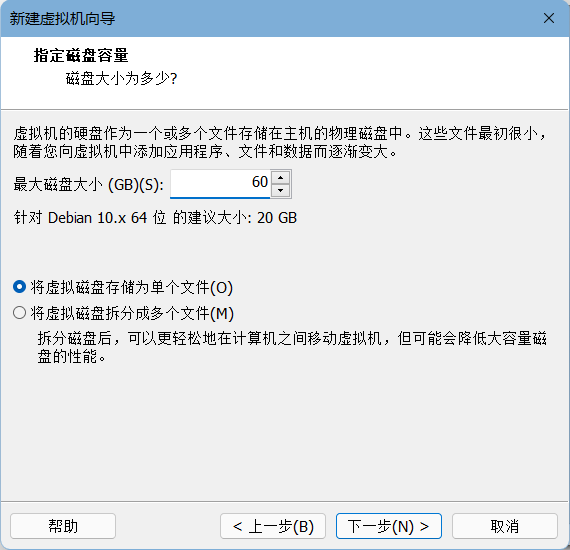 新建虚拟机向导
指定磁盘容量
磁盘大小为多少?
虚拟机的硬盘作为一个或多个文件存储在主机的物理磁盘中。这些文件最初很小，
随着您向虚拟机中添加应用程序、文件和数据而逐渐变大。
最大磁盘大小 (GB)(S): 60
针对 Debian 10.x 64 位 的建议大小: 20 GB
将虚拟磁盘存储为单个文件(O)
将虚拟磁盘拆分成多个文件(M)
拆分磁盘后，可以更轻松地在计算机之间移动虚拟机，但可能会降低大容量磁
盘的性能。
帮助 < 上一步(B) 下一步(N) > 取消